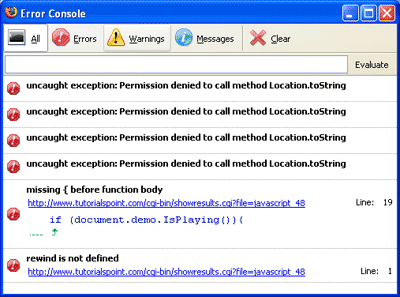 Error Console
All Errors Warnings Messages Clear
Evaluate
uncaught exception: Permission denied to call method Location.toString
uncaught exception: Permission denied to call method Location.toString
uncaught exception: Permission denied to call method Location.toString
uncaught exception: Permission denied to call method Location.toString
missing { before function body
http://www.tutorialspoint.com/cgi-bin/showresults.cgi?file=javascript_48 Line: 19
if (document.demo.IsPlaying()){
rewind is not defined
http://www.tutorialspoint.com/cgi-bin/showresults.cgi?file=javascript_48 Line: 1